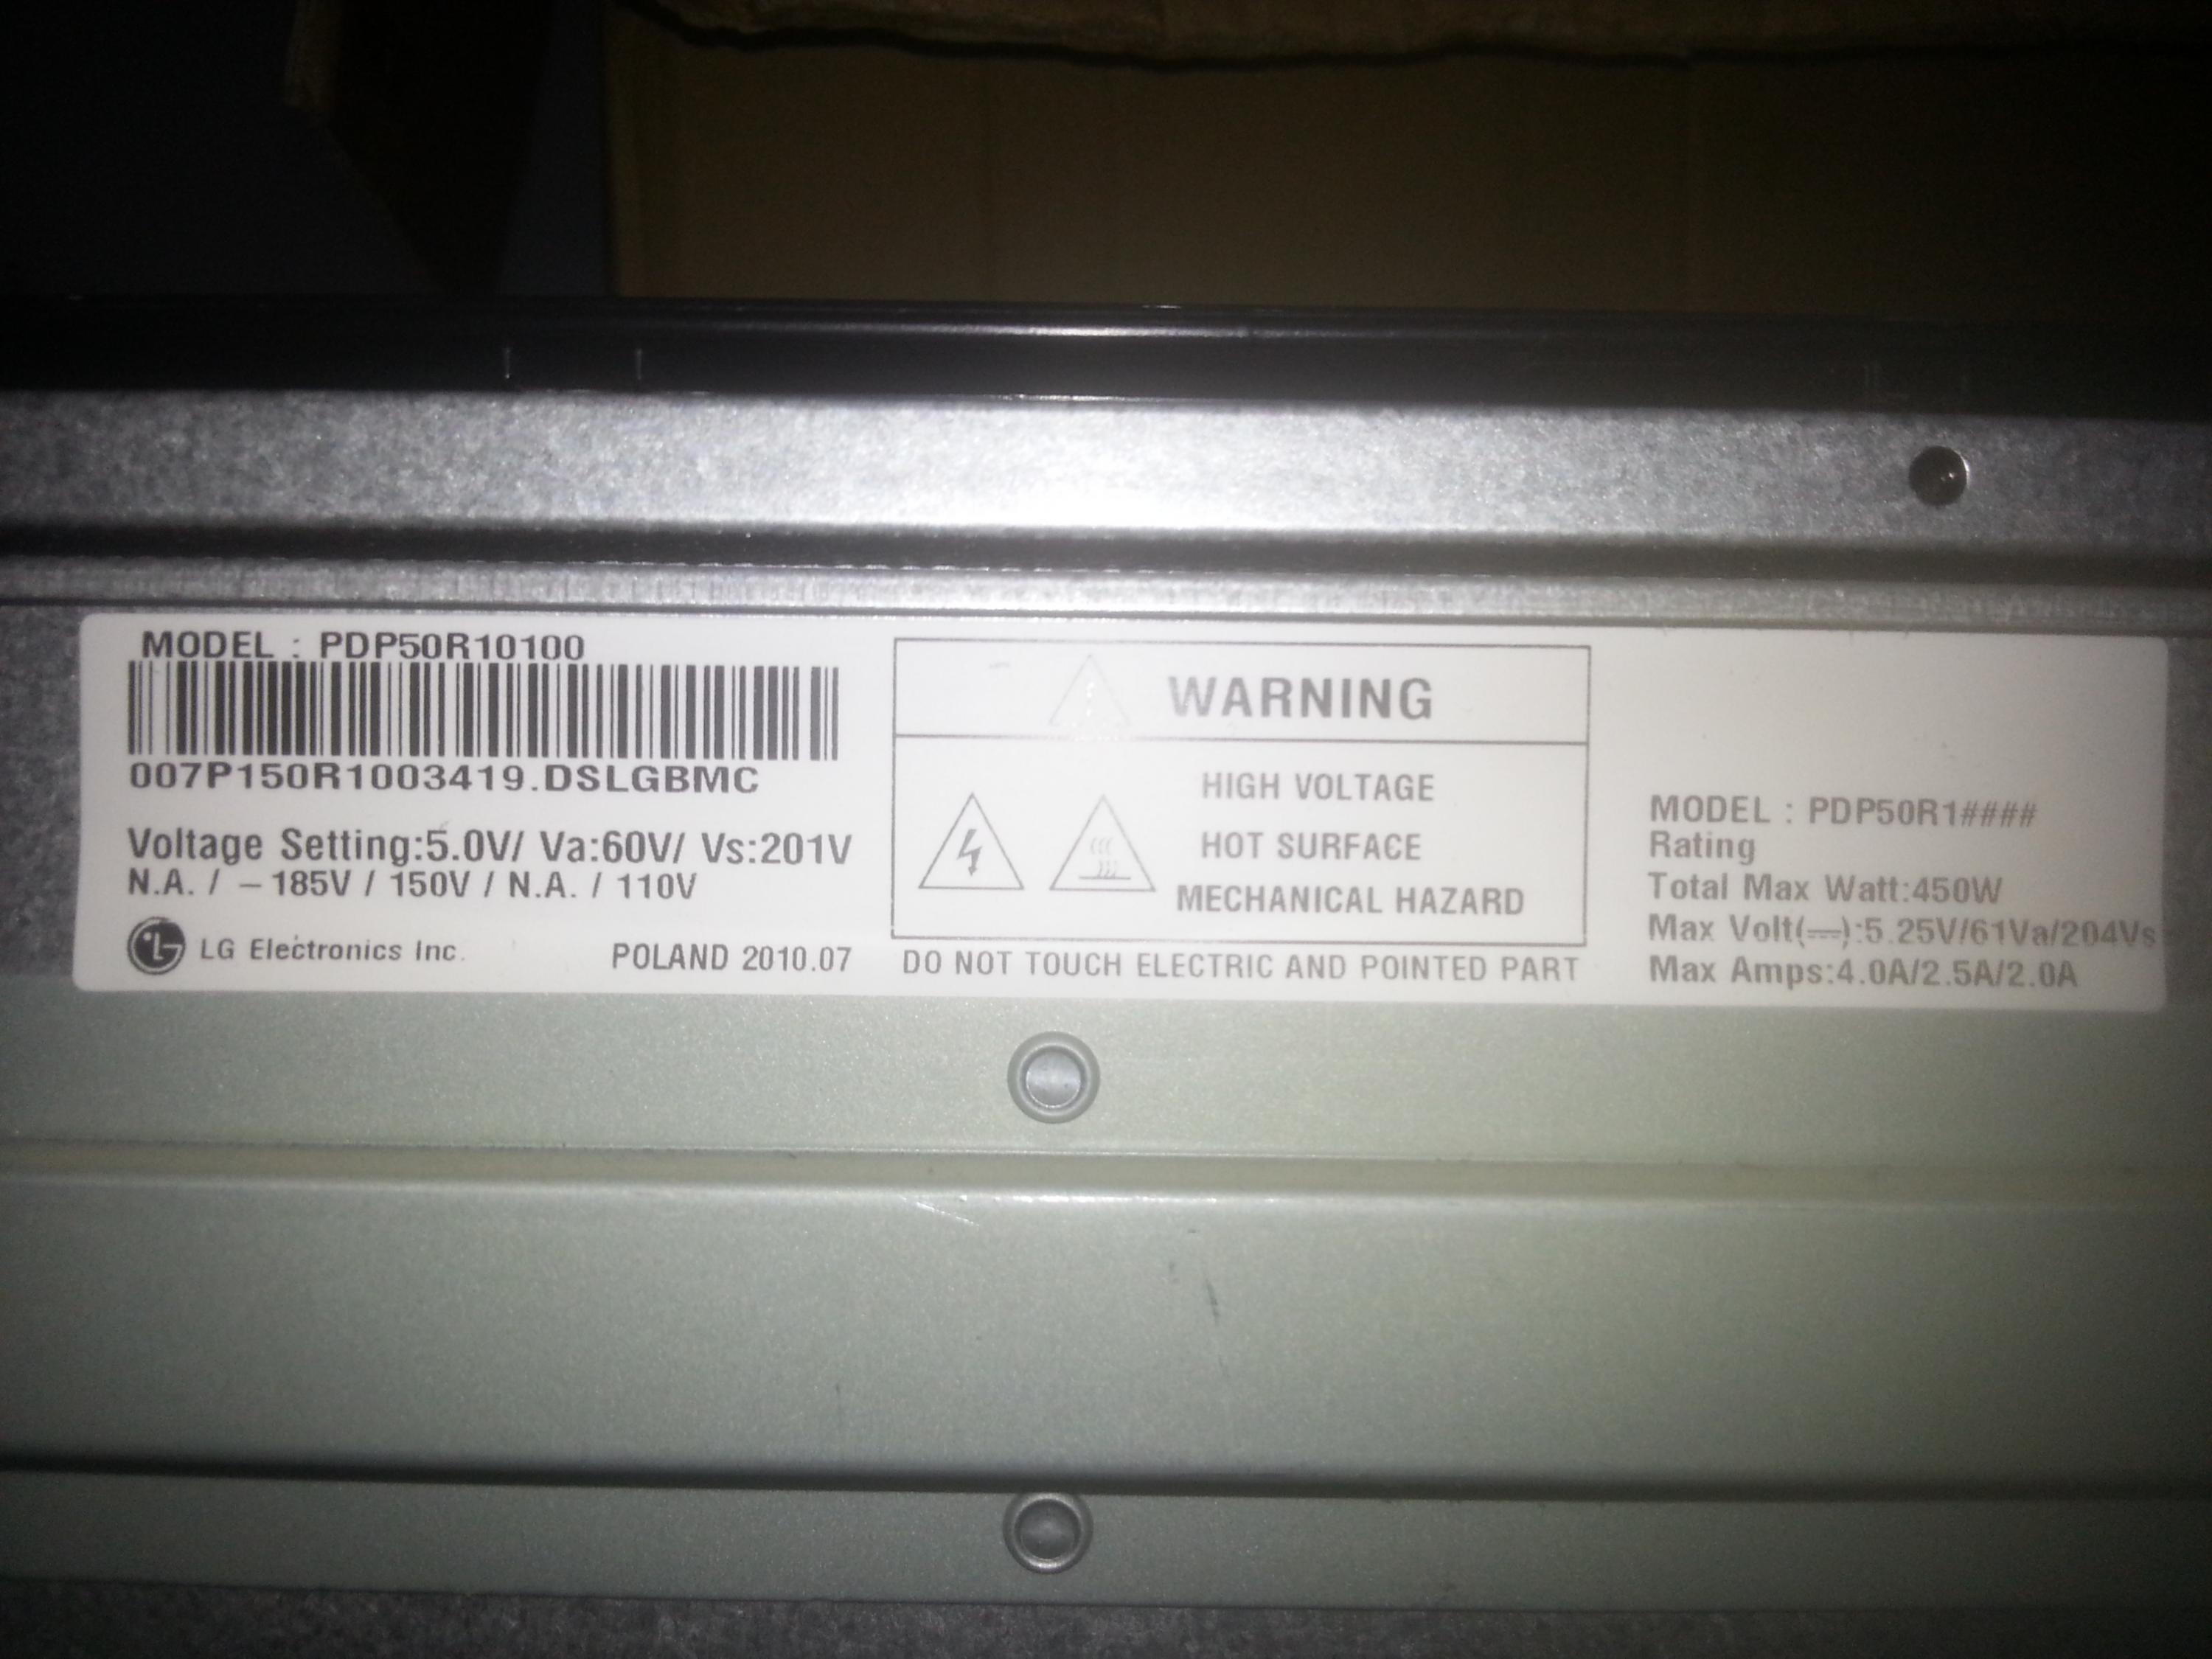 MODEL : PDP50R10100
007P150R1003419.DSLGBMC
Voltage Setting:5.0V/ Va:60V/ Vs:201V
N.A. / – 185V / 150V / N.A. / 110V
LG LG Electronics Inc.
POLAND 2010.07
WARNING
HIGH VOLTAGE
HOT SURFACE
MECHANICAL HAZARD
DO NOT TOUCH ELECTRIC AND POINTED PART
MODEL : PDP50R1####
Rating
Total Max Watt:450W
Max Volt(⎓):5.25V/61Va/204Vs
Max Amps:4.0A/2.5A/2.0A